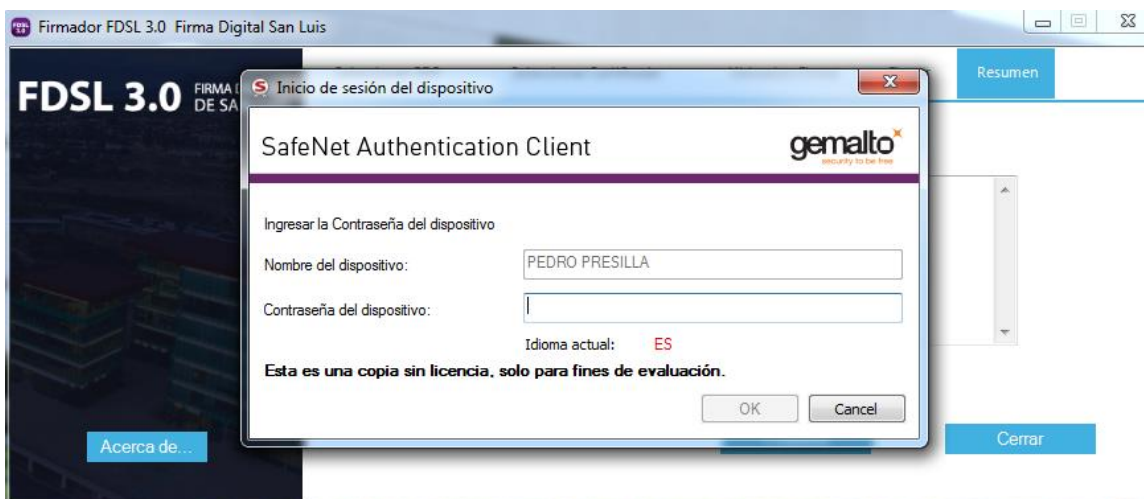 Firmador FDSL 3.0 Firma Digital San Luis
FDSL 3.0
DE SA
Resumen
Inicio de sesión del dispositivo
SafeNet Authentication Client
gemalto
security to be free
Ingresar la Contraseña del dispositivo
Nombre del dispositivo:
PEDRO PRESILLA
Contraseña del dispositivo:
Idioma actual: ES
Esta es una copia sin licencia, solo para fines de evaluación.
OK
Cancel
Acerca de...
Cerrar